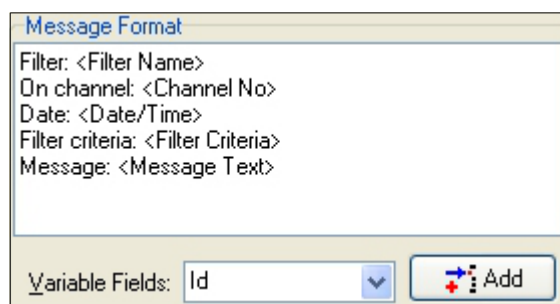 Message Format
Filter: <Filter Name>
On channel: <Channel No>
Date: <Date/Time>
Filter criteria: <Filter Criteria>
Message: <Message Text>
Variable Fields: Id Add